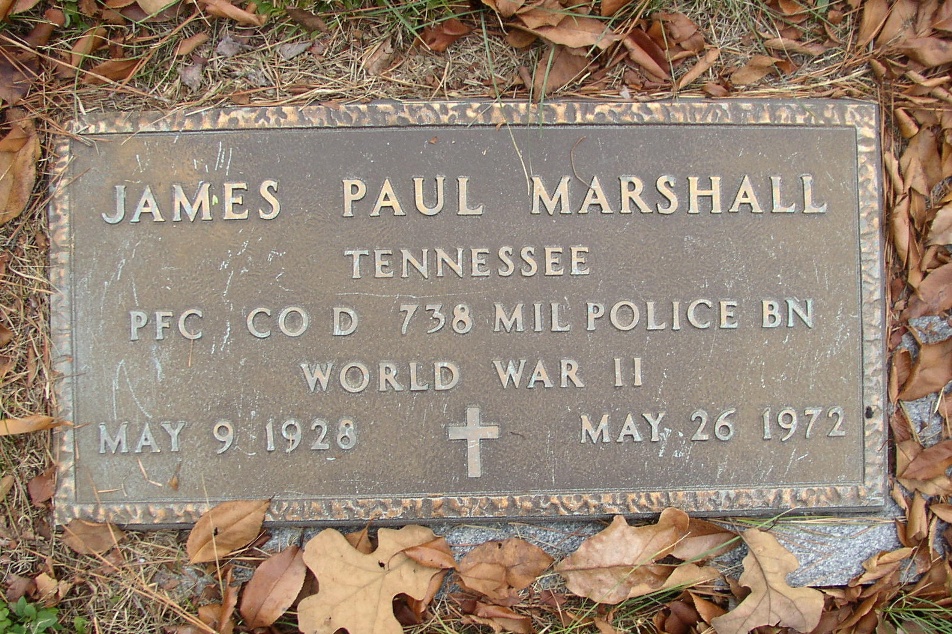 JAMES PAUL MARSHALL
TENNESSEE
PFC CO D 738 MIL POLICE BN
WORLD WAR II
MAY 9 1928 MAY 26 1972